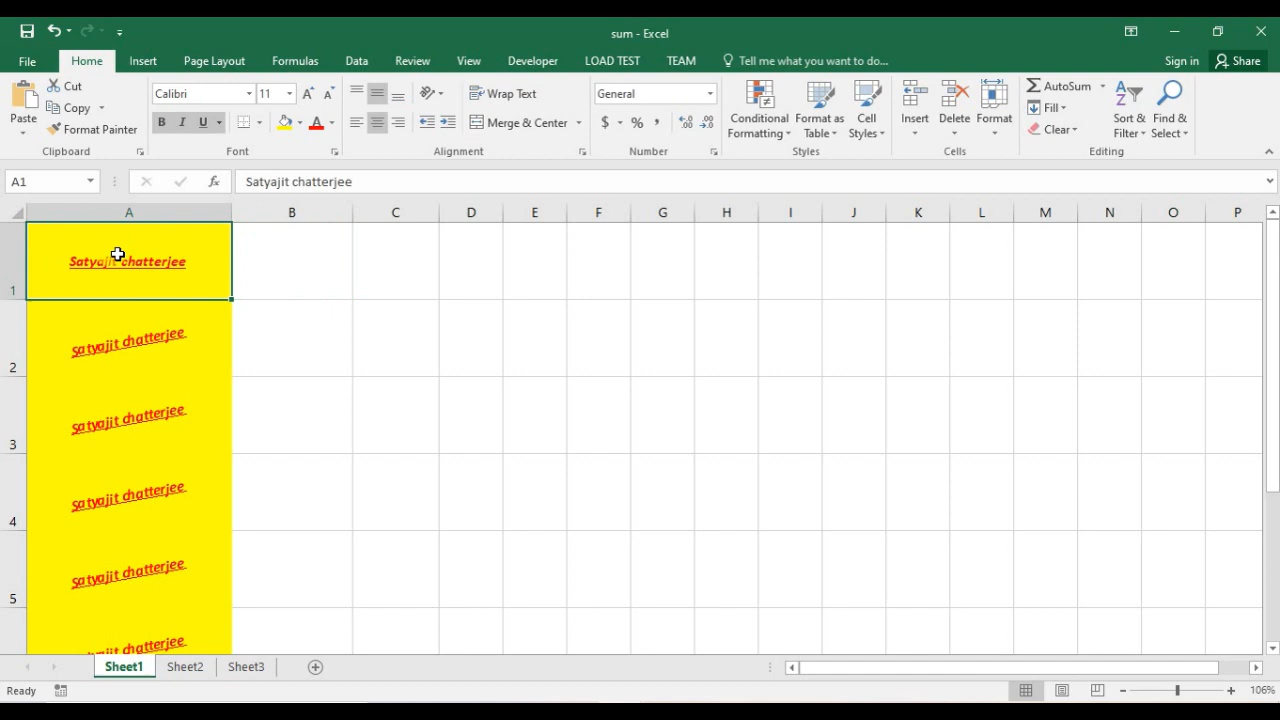 sum - Excel
File Home Insert Page Layout Formulas Data Review View Developer LOAD TEST TEAM Tell me what you want to do... Sign in Share
Paste
Cut
Copy
Format Painter
Clipboard
Calibri 11 A A
B I U A
Font
Wrap Text
Merge & Center
Alignment
General
$ % ,
Number
Conditional Formatting
Format as Table
Cell Styles
Styles
Insert Delete Format
Cells
AutoSum
Fill
Clear
Sort & Filter
Find & Select
Editing
A1 fx Satyajit chatterjee
A B C D E F G H I J K L M N O P
1 Satyajit chatterjee
2 Satyajit chatterjee
3 Satyajit chatterjee
4 Satyajit chatterjee
5 Satyajit chatterjee
Satyajit chatterjee
Sheet1 Sheet2 Sheet3
Ready 106%